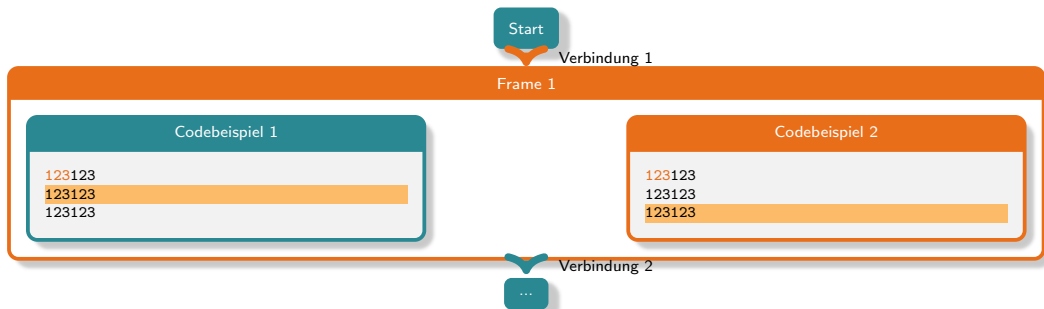 Start
Verbindung 1
Frame 1
Codebeispiel 1
123123
123123
123123
Codebeispiel 2
123123
123123
123123
Verbindung 2
...